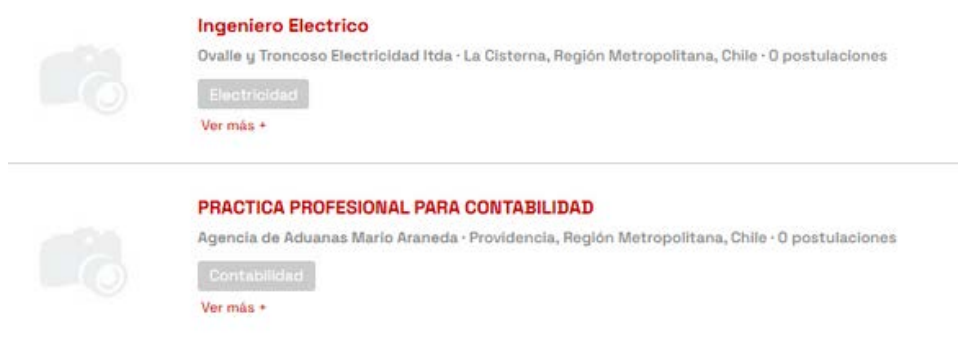 Ingeniero Electrico
Ovalle y Troncoso Electricidad ltda · La Cisterna, Región Metropolitana, Chile · 0 postulaciones
Electricidad
Ver más +
PRACTICA PROFESIONAL PARA CONTABILIDAD
Agencia de Aduanas Mario Araneda · Providencia, Región Metropolitana, Chile · 0 postulaciones
Contabilidad
Ver más +